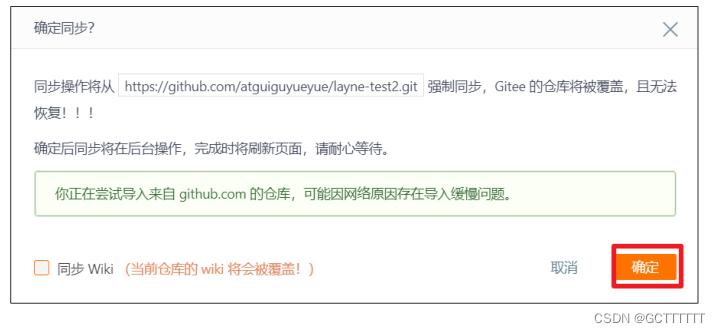 确定同步？
同步操作将从 https://github.com/atguiguyueyue/layne-test2.git 强制同步，Gitee 的仓库将被覆盖，且无法
恢复！！！
确定后同步将在后台操作，完成时将刷新页面，请耐心等待。
你正在尝试导入来自 github.com 的仓库，可能因网络原因存在导入缓慢问题。
同步 Wiki （当前仓库的 wiki 将会被覆盖！） 取消 确定
CSDN @GCTTTTTT